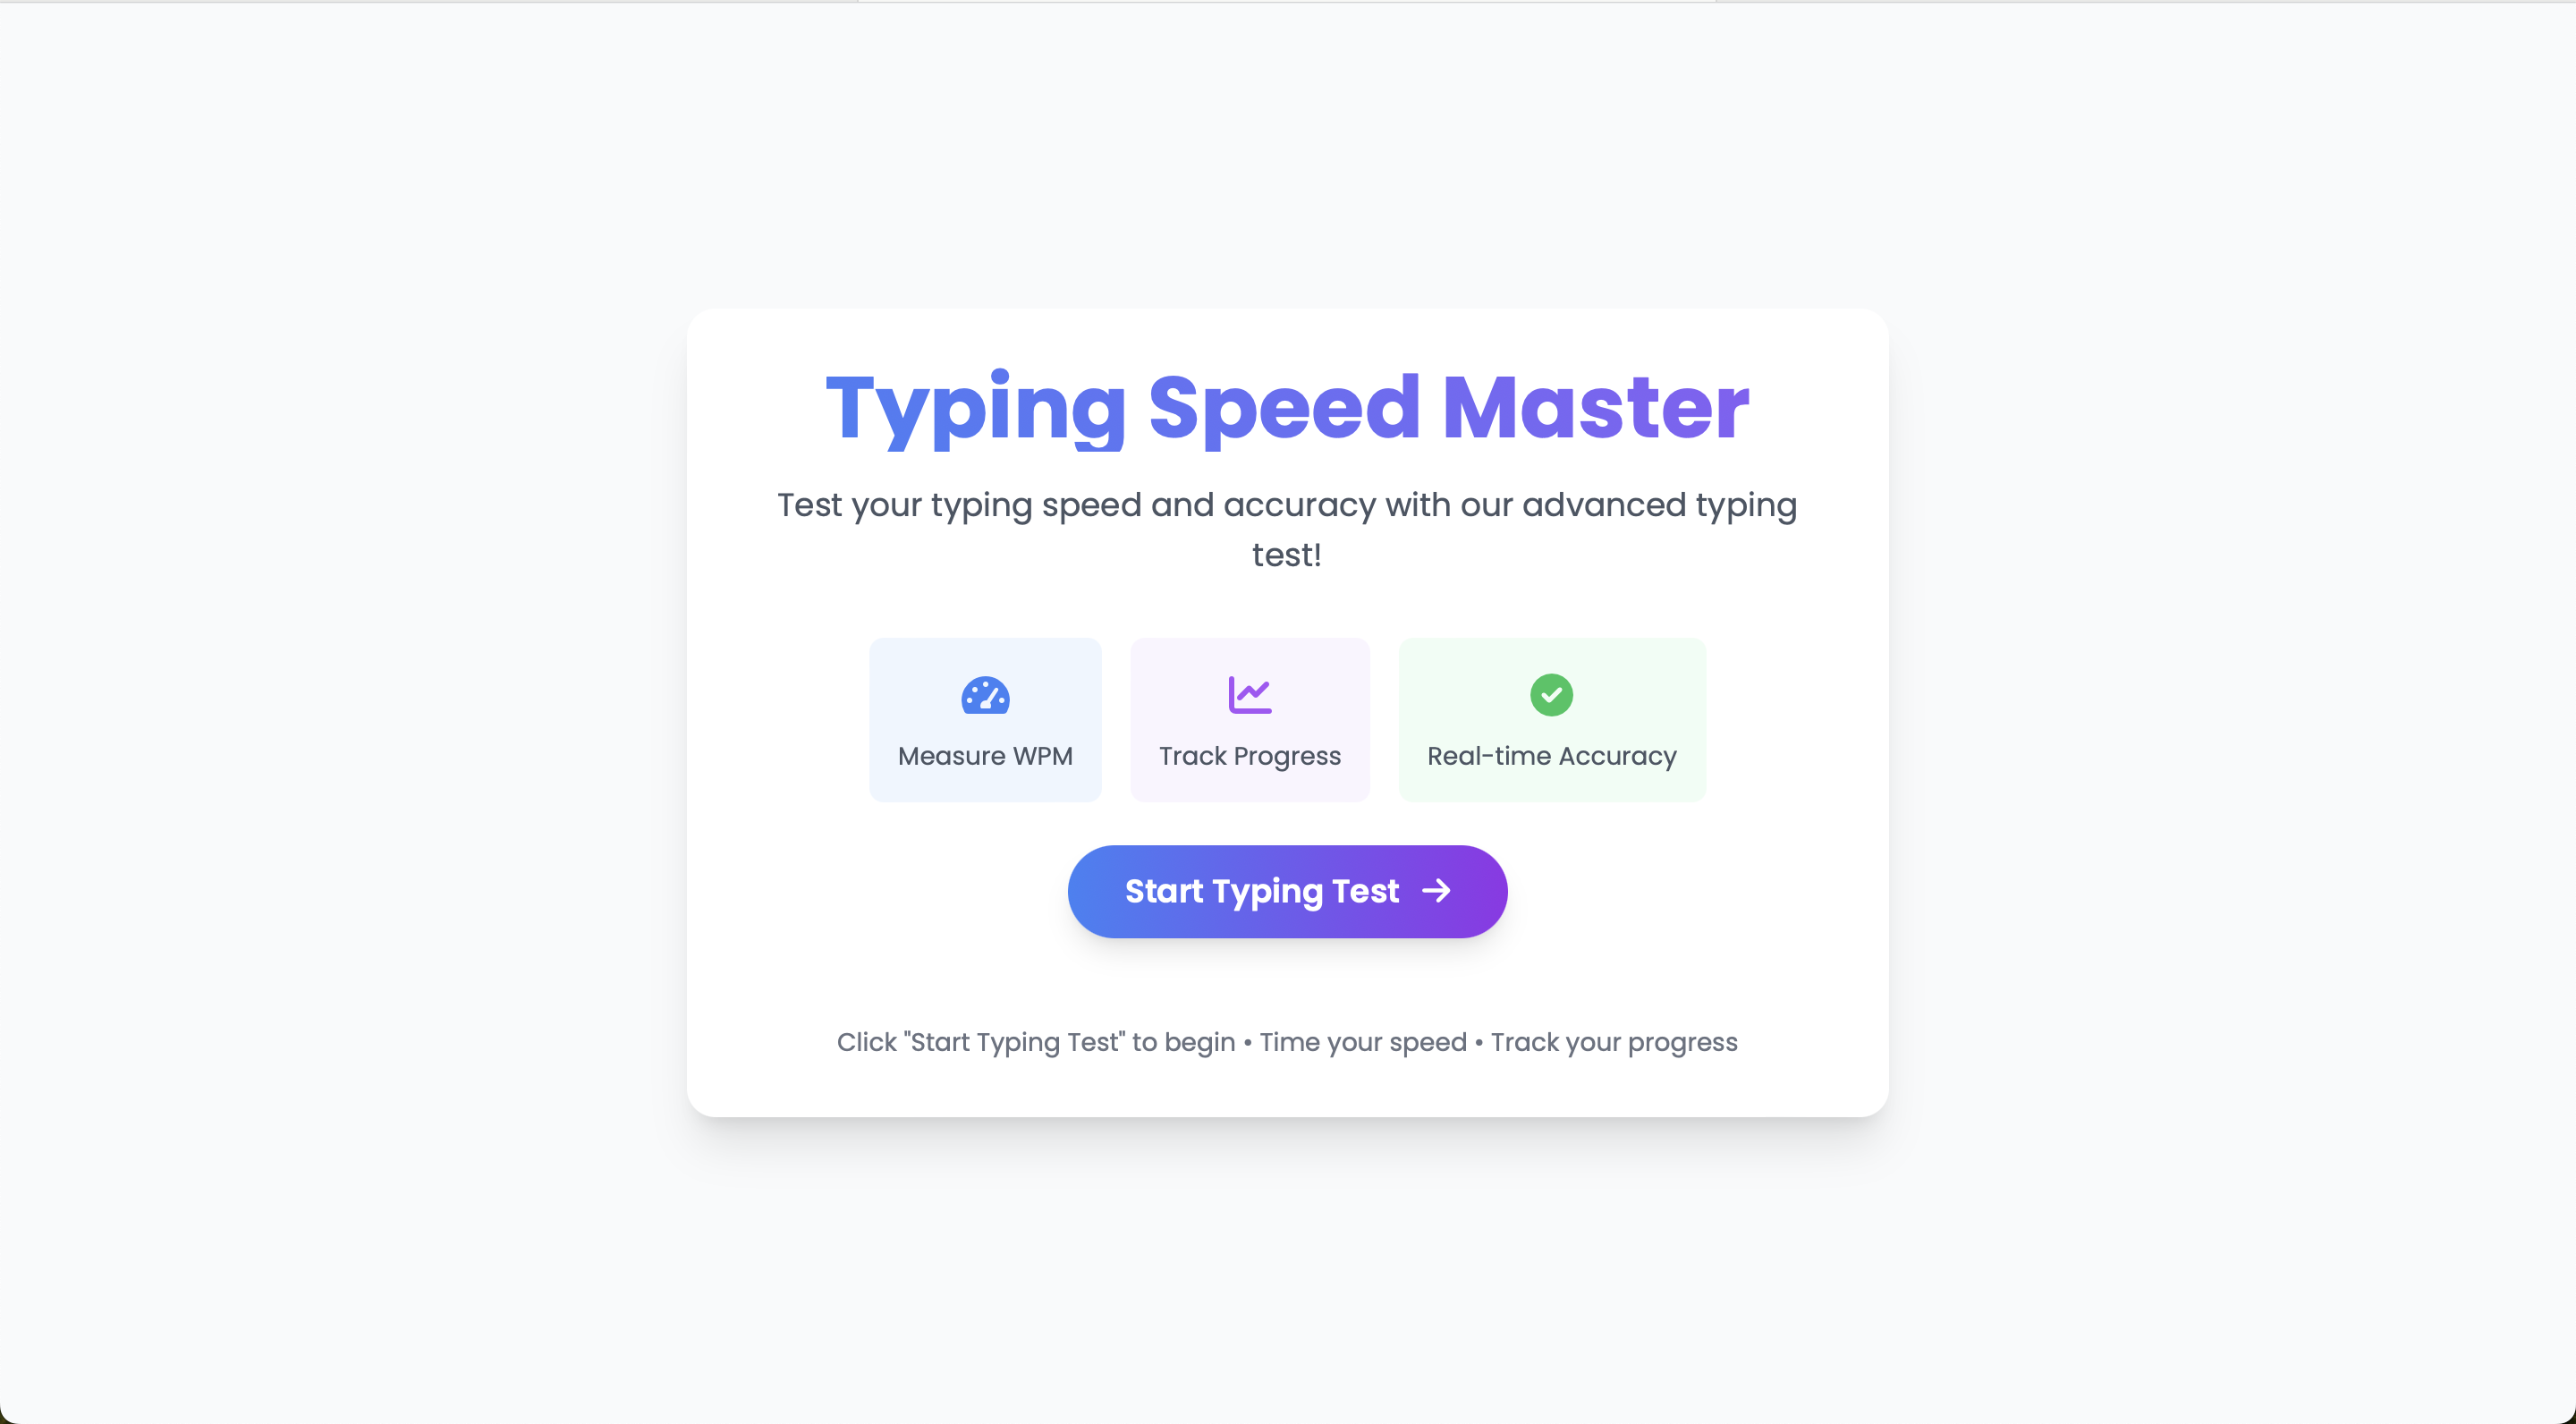 Typing Speed Master
Test your typing speed and accuracy with our advanced typing
test!
Measure WPM
Track Progress
Real-time Accuracy
Start Typing Test →
Click "Start Typing Test" to begin • Time your speed • Track your progress